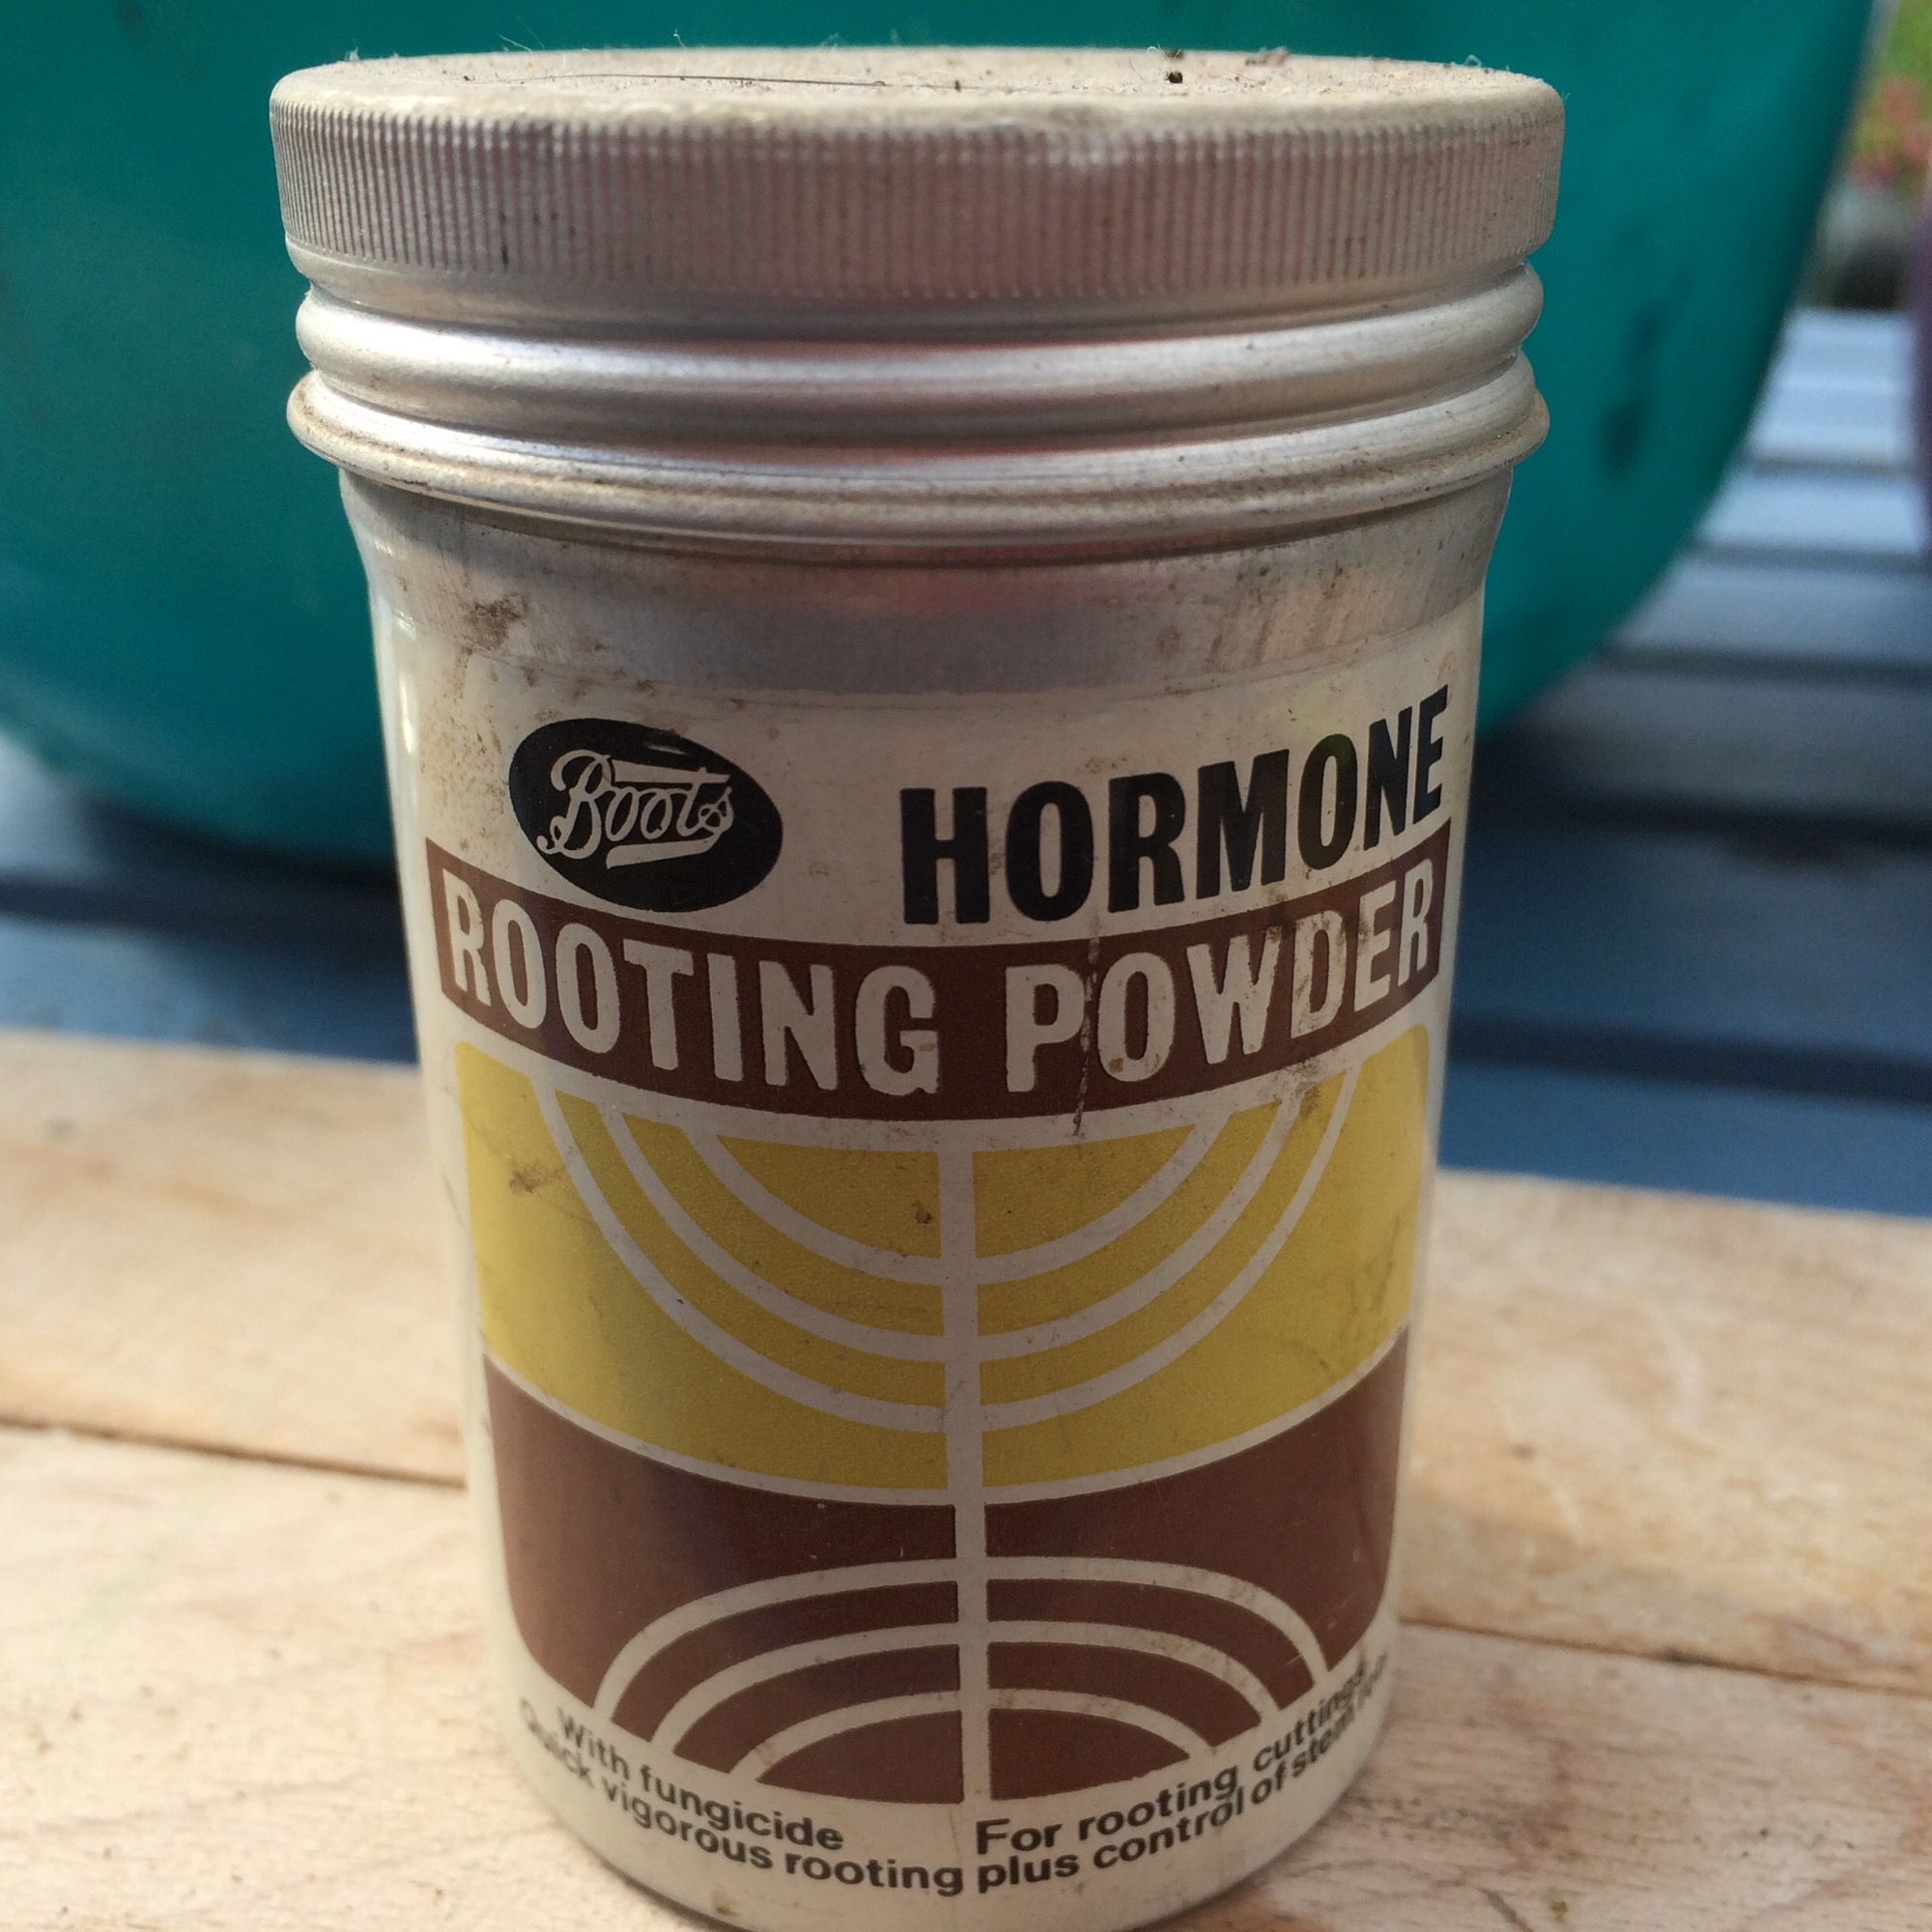 Boots
HORMONE
ROOTING POWDER
With fungicide
Quick vigorous rooting
For rooting cuttings
plus control of stem rot